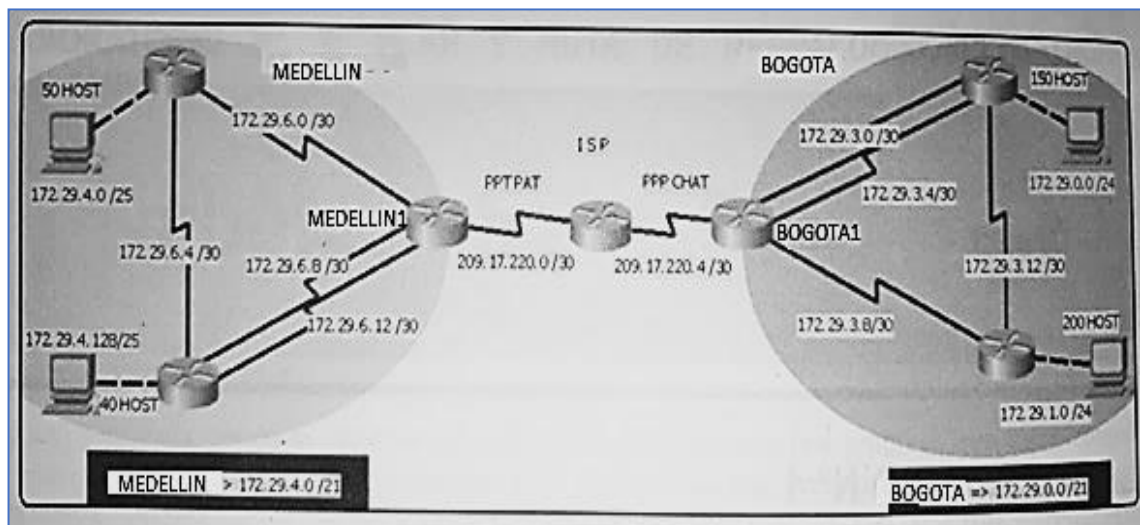 MEDELLIN
50 HOST
172.29.6.0 /30
172.29.4.0 /25
172.29.6.4 /30
172.29.6.8 /30
MEDELLIN1
172.29.6.12 /30
172.29.4.128/25
40 HOST
MEDELLIN > 172.29.4.0 /21
ISP
PPT PAT
PPP CHAT
209.17.220.0 /30
209.17.220.4 /30
BOGOTA
150 HOST
172.29.3.0 /30
172.29.3.4/30
172.29.0.0 /24
BOGOTA1
172.29.3.12 /30
172.29.3.8/30
200 HOST
172.29.1.0 /24
BOGOTA => 172.29.0.0/21